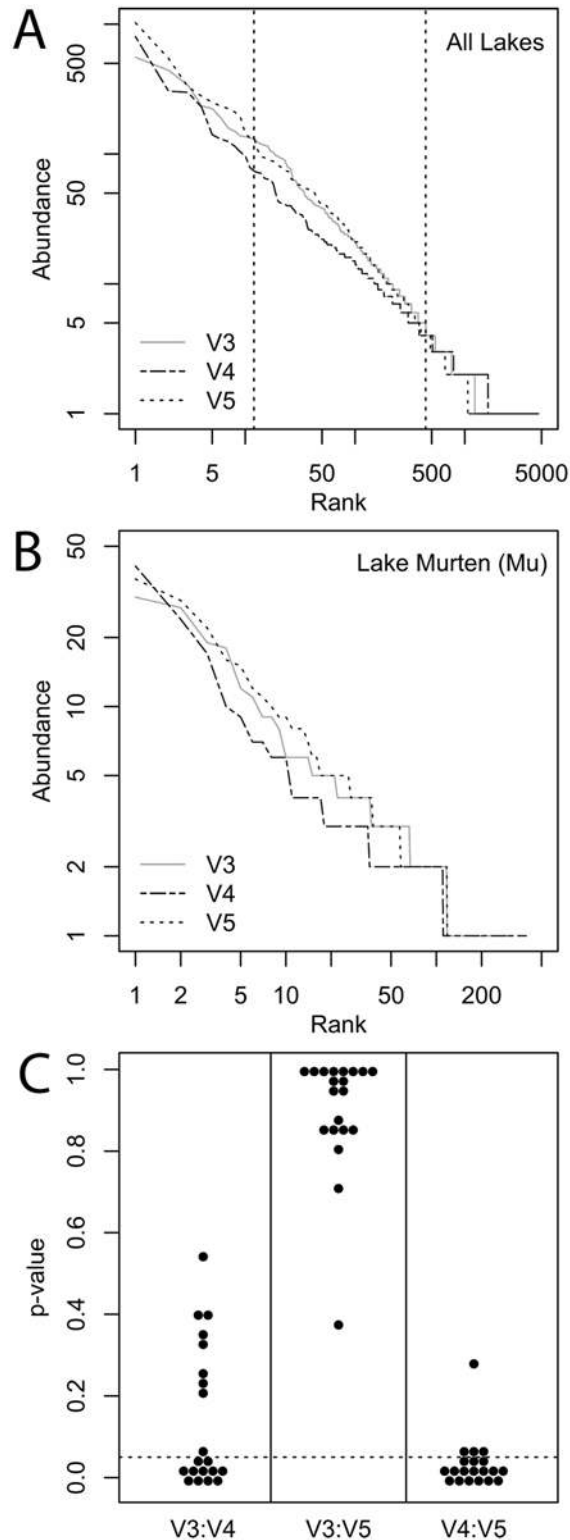 A
All Lakes
Abundance
500
50
5
1
V3
V4
V5
1 5 50 500 5000
Rank
B
Lake Murten (Mu)
Abundance
50
20
10
5
2
1
V3
V4
V5
1 2 5 10 50 200
Rank
C
p-value
1.0
0.8
0.6
0.4
0.2
0.0
V3:V4 V3:V5 V4:V5